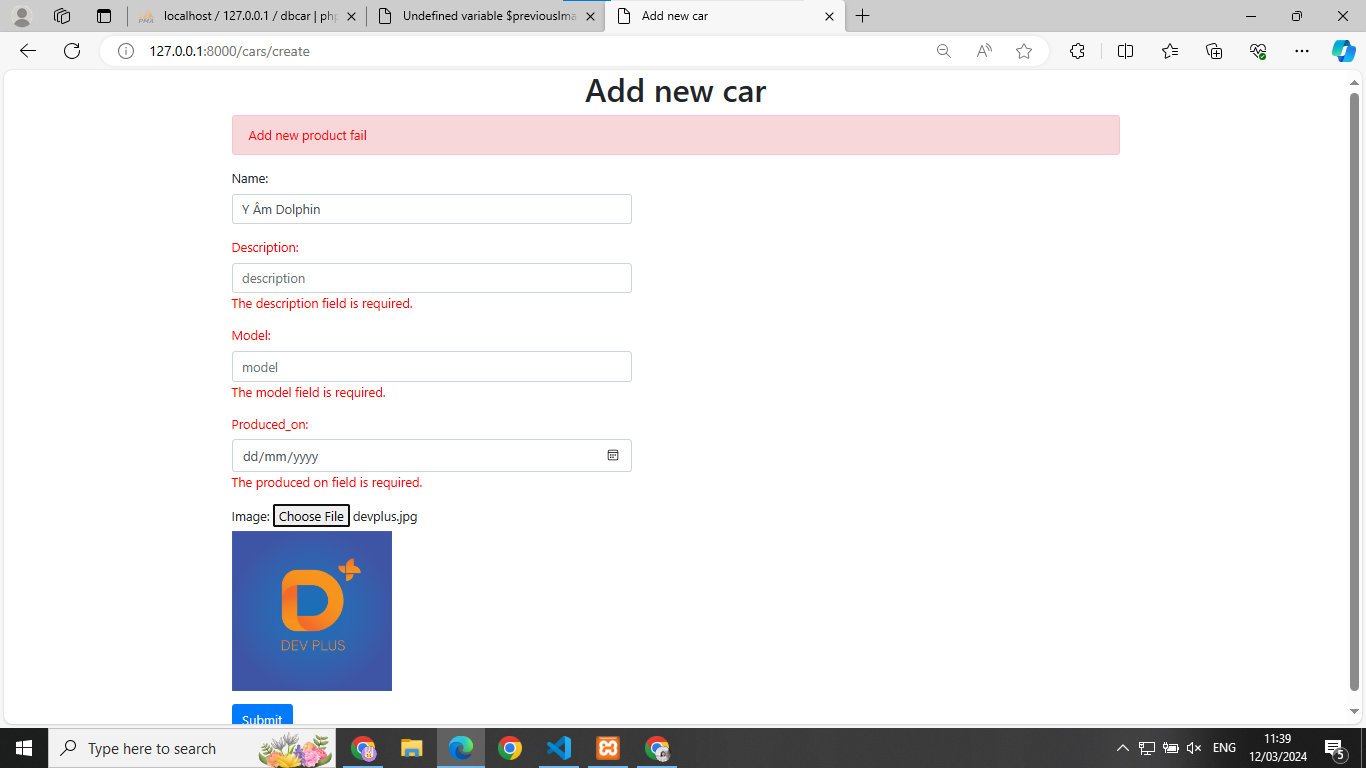 localhost / 127.0.0.1 / dbcar | php
Undefined variable $previousIma
Add new car
127.0.0.1:8000/cars/create
Add new car
Add new product fail
Name:
Y Âm Dolphin
Description:
description
The description field is required.
Model:
model
The model field is required.
Produced_on:
dd/mm/yyyy
The produced on field is required.
Image: Choose File devplus.jpg
D
DEV PLUS
Submit
Type here to search
ENG
11:39
12/03/2024
5